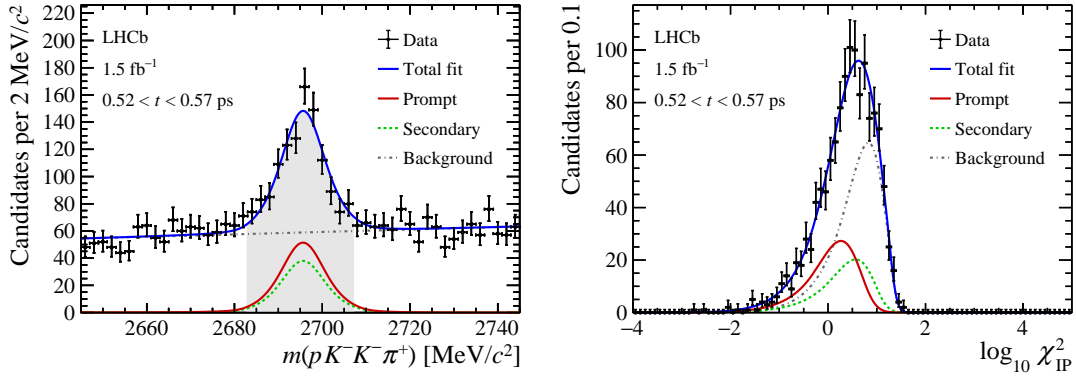 Candidates per 2 MeV/c²
220
200
180
160
140
120
100
80
60
40
20
0
LHCb
1.5 fb⁻¹
0.52 < t < 0.57 ps
Data
Total fit
Prompt
Secondary
Background
2660 2680 2700 2720 2740
m(pK⁻K⁻π⁺) [MeV/c²]
Candidates per 0.1
100
80
60
40
20
0
LHCb
1.5 fb⁻¹
0.52 < t < 0.57 ps
Data
Total fit
Prompt
Secondary
Background
−4 −2 0 2 4
log₁₀ χ²_IP